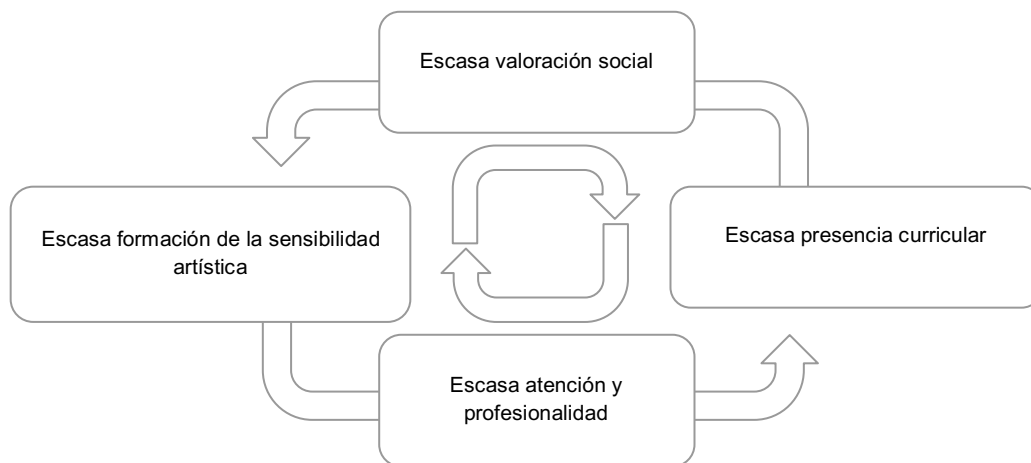 Escasa valoración social
Escasa formación de la sensibilidad
artística
Escasa presencia curricular
Escasa atención y
profesionalidad